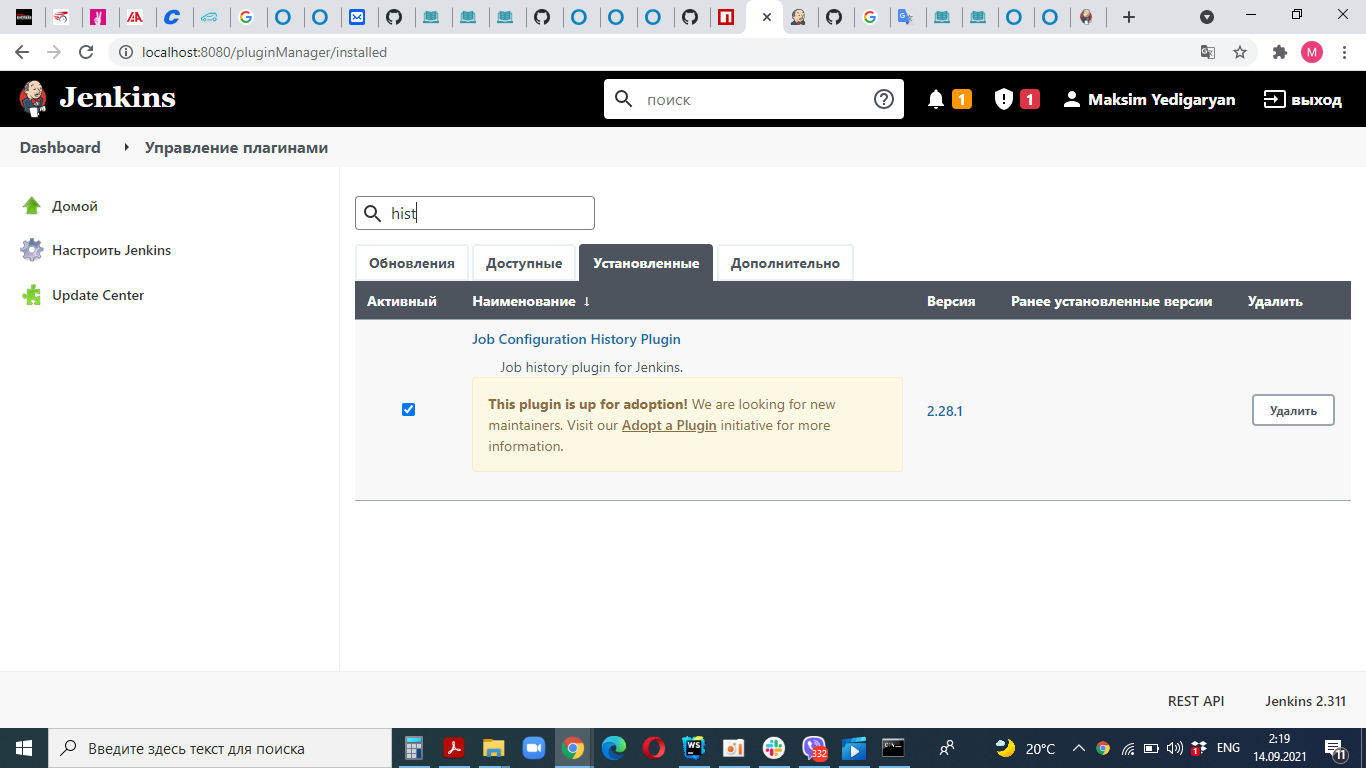 localhost:8080/pluginManager/installed
M
Jenkins
поиск
1
1
Maksim Yedigaryan
выход
Dashboard
Управление плагинами
Домой
Настроить Jenkins
Update Center
hist
Обновления
Доступные
Установленные
Дополнительно
Активный
Наименование ↓
Версия
Ранее установленные версии
Удалить
Job Configuration History Plugin
Job history plugin for Jenkins.
This plugin is up for adoption! We are looking for new
maintainers. Visit our Adopt a Plugin initiative for more
information.
2.28.1
Удалить
REST API
Jenkins 2.311
Введите здесь текст для поиска
WS
332
20°C
1
ENG
2:19
14.09.2021
11